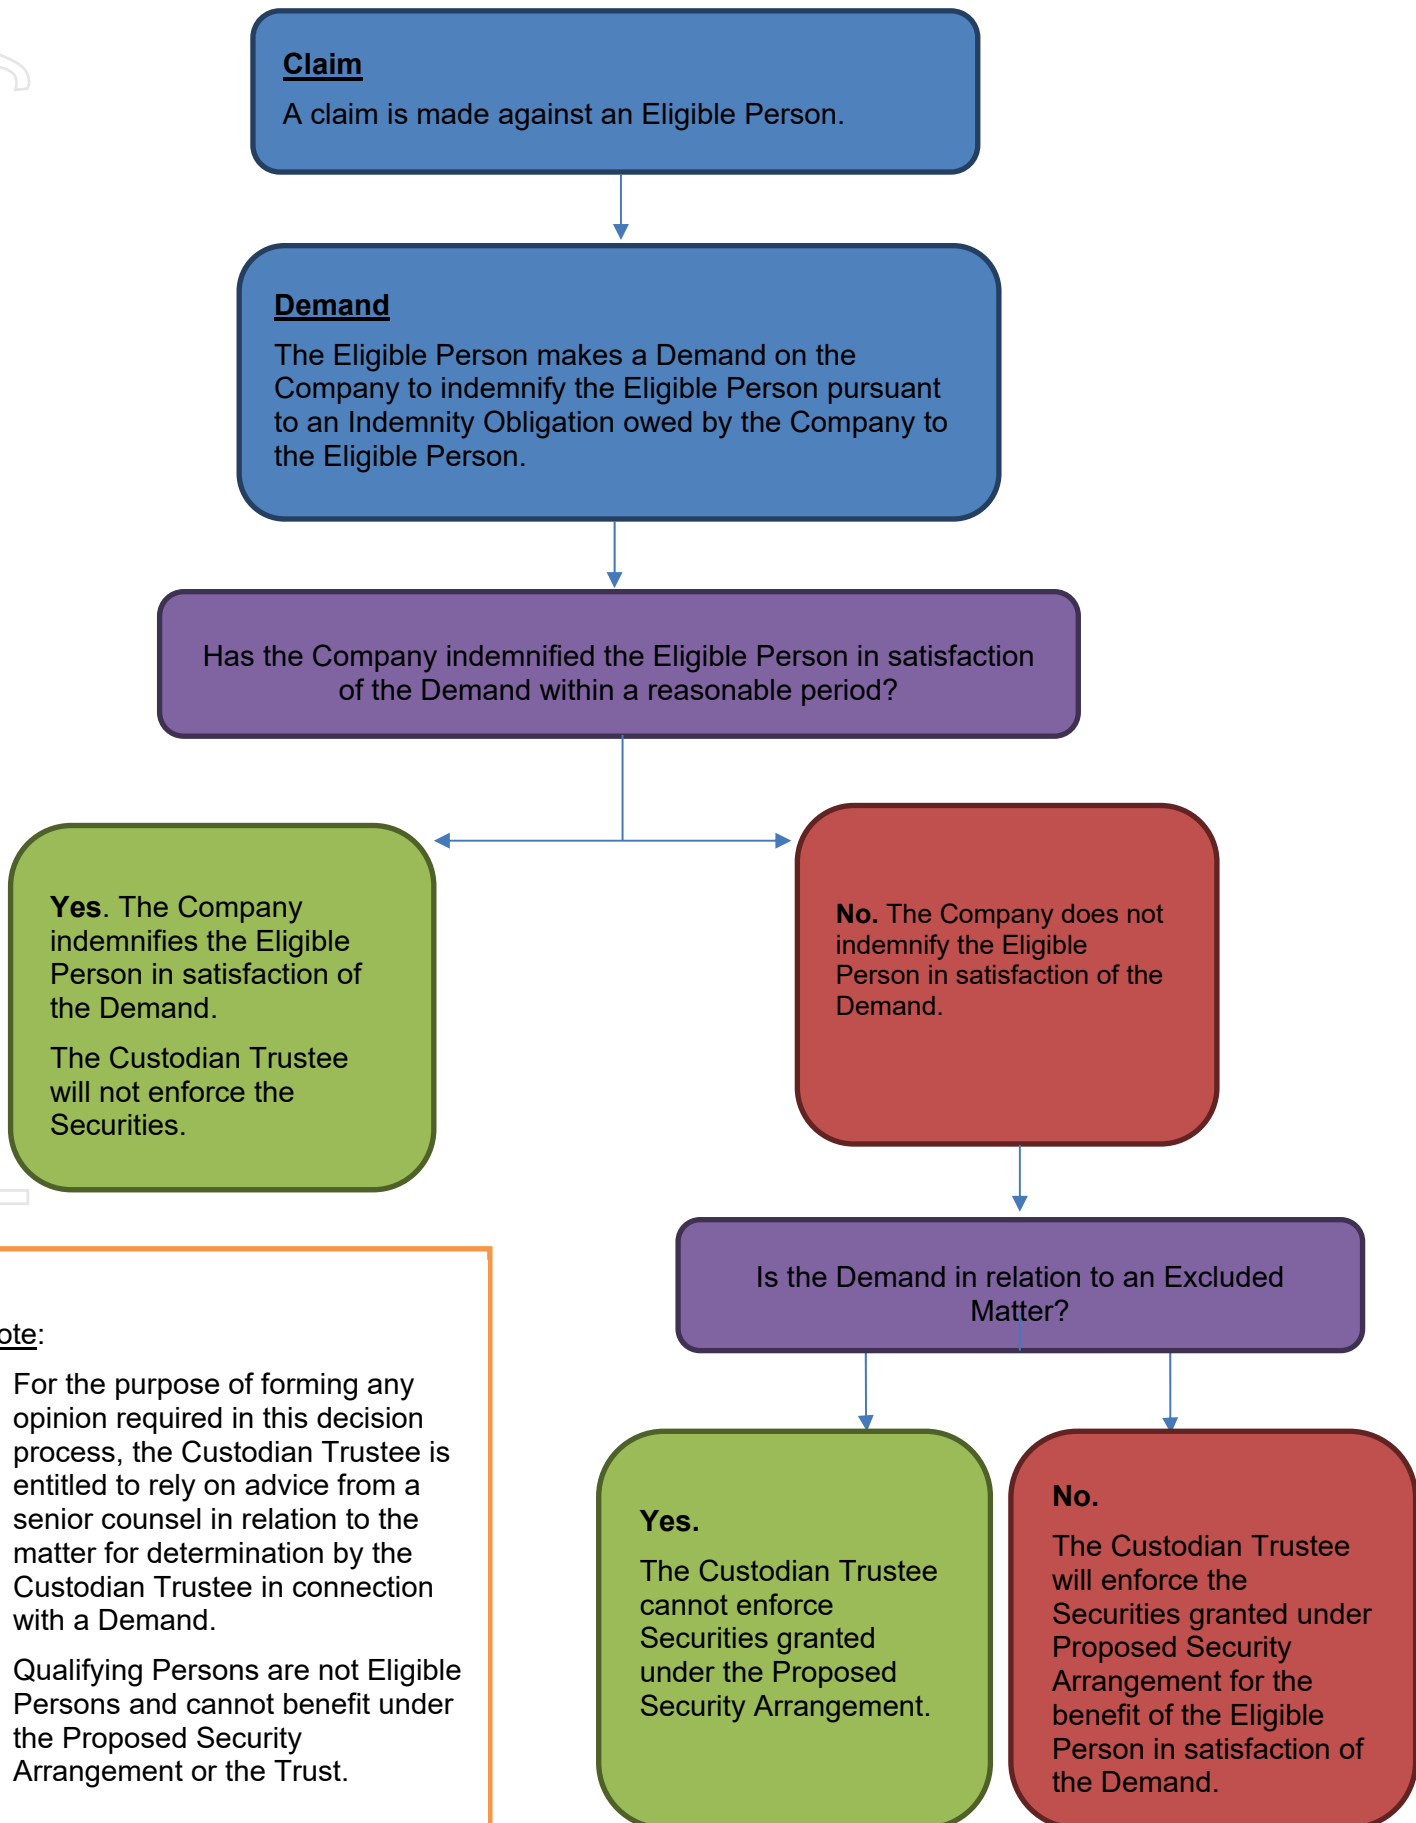 Claim
A claim is made against an Eligible Person.
Demand
The Eligible Person makes a Demand on the
Company to indemnify the Eligible Person pursuant
to an Indemnity Obligation owed by the Company to
the Eligible Person.
Has the Company indemnified the Eligible Person in satisfaction
of the Demand within a reasonable period?
Yes. The Company
indemnifies the Eligible
Person in satisfaction of
the Demand.
The Custodian Trustee
will not enforce the
Securities.
No. The Company does not
indemnify the Eligible
Person in satisfaction of the
Demand.
Is the Demand in relation to an Excluded
Matter?
ote:
For the purpose of forming any
opinion required in this decision
process, the Custodian Trustee is
entitled to rely on advice from a
senior counsel in relation to the
matter for determination by the
Custodian Trustee in connection
with a Demand.
Qualifying Persons are not Eligible
Persons and cannot benefit under
the Proposed Security
Arrangement or the Trust.
Yes.
The Custodian Trustee
cannot enforce
Securities granted
under the Proposed
Security Arrangement.
No.
The Custodian Trustee
will enforce the
Securities granted under
Proposed Security
Arrangement for the
benefit of the Eligible
Person in satisfaction of
the Demand.